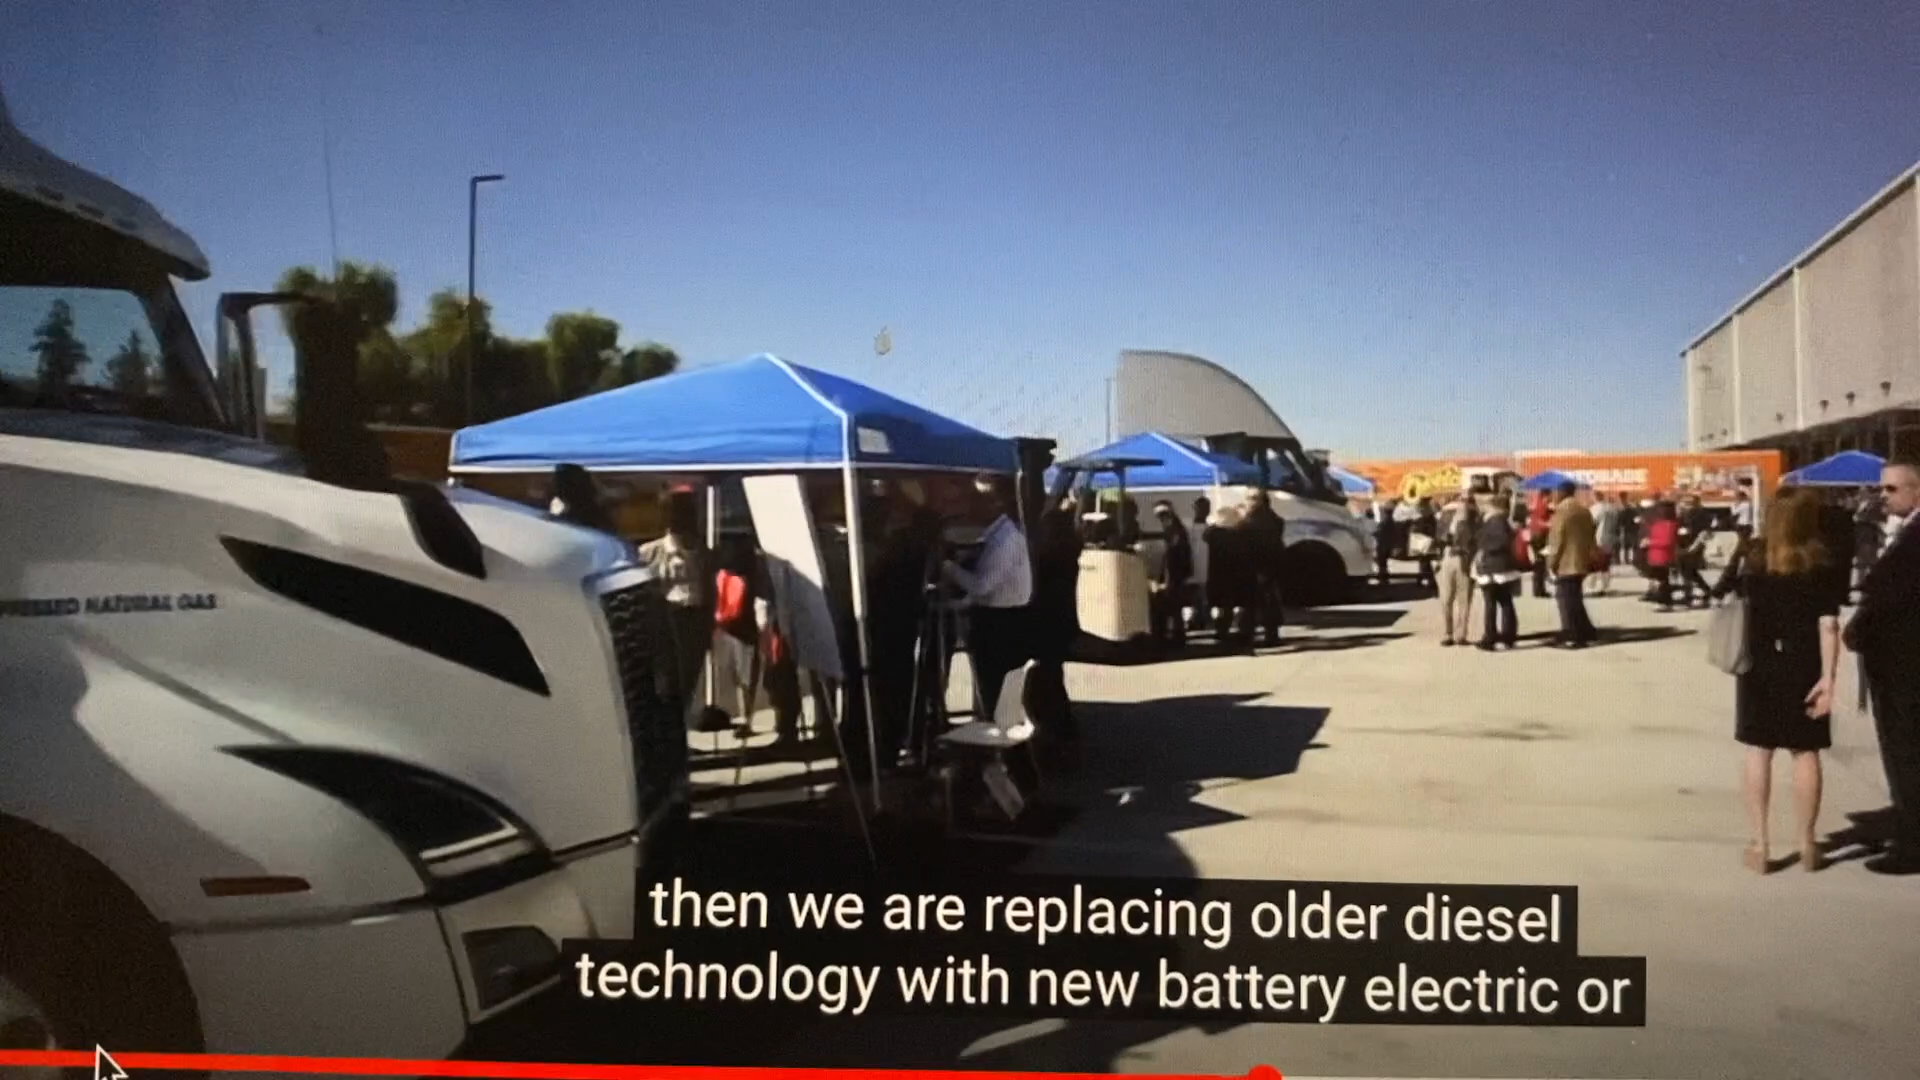 PRESSED NATURAL GAS
then we are replacing older diesel
technology with new battery electric or